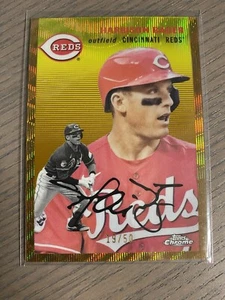 REDS
outfield CINCINNATI REDS
Reds
19/50
Topps
Chrome